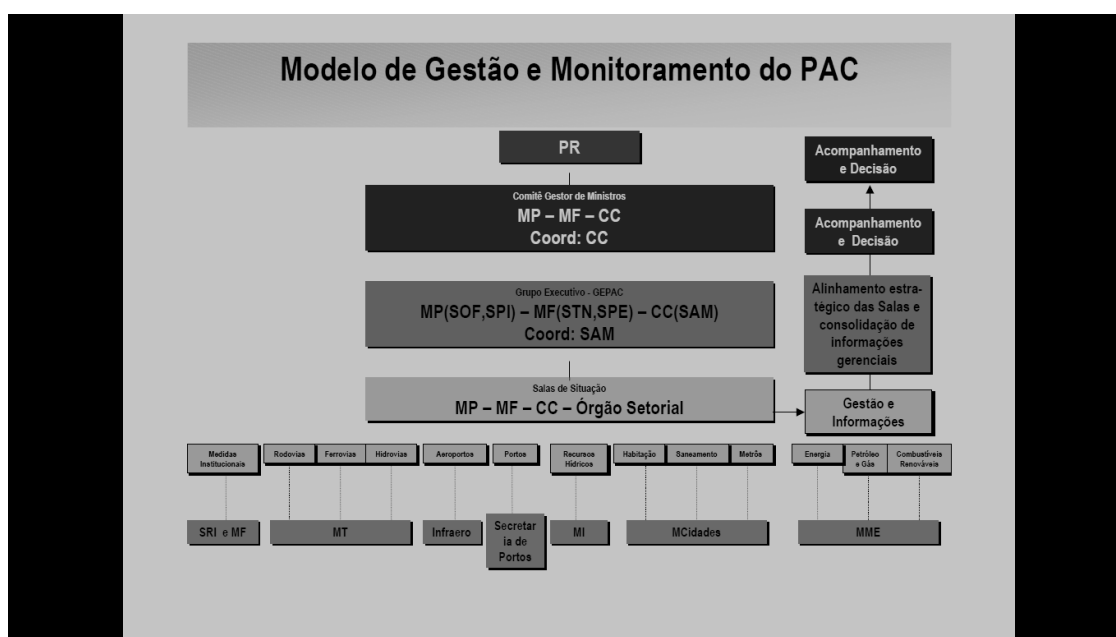 Modelo de Gestão e Monitoramento do PAC
PR
Acompanhamento
e Decisão
Comitê Gestor de Ministros
MP – MF – CC
Coord: CC
Acompanhamento
e Decisão
Grupo Executivo - GEPAC
MP(SOF,SPI) – MF(STN,SPE) – CC(SAM)
Coord: SAM
Alinhamento estra-
tégico das Salas e
consolidação de
informações
gerenciais
Salas de Situação
MP – MF – CC – Órgão Setorial
Gestão e
Informações
Medidas
Institucionais
Rodovias
Ferrovias
Hidrovias
Aeroportos
Portos
Recursos
Hídricos
Habitação
Saneamento
Metrôs
Energia
Petróleo
e Gás
Combustíveis
Renováveis
SRI e MF
MT
Infraero
Secretar
ia de
Portos
MI
MCidades
MME